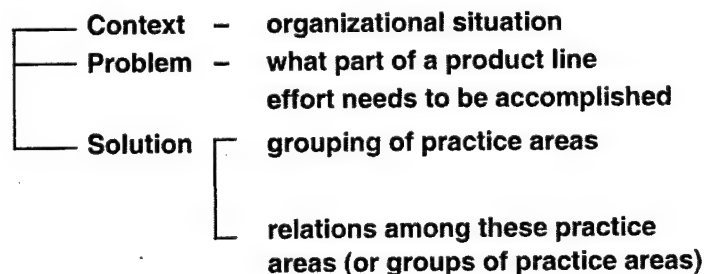 Context – organizational situation
Problem – what part of a product line
effort needs to be accomplished
Solution grouping of practice areas
relations among these practice
areas (or groups of practice areas)